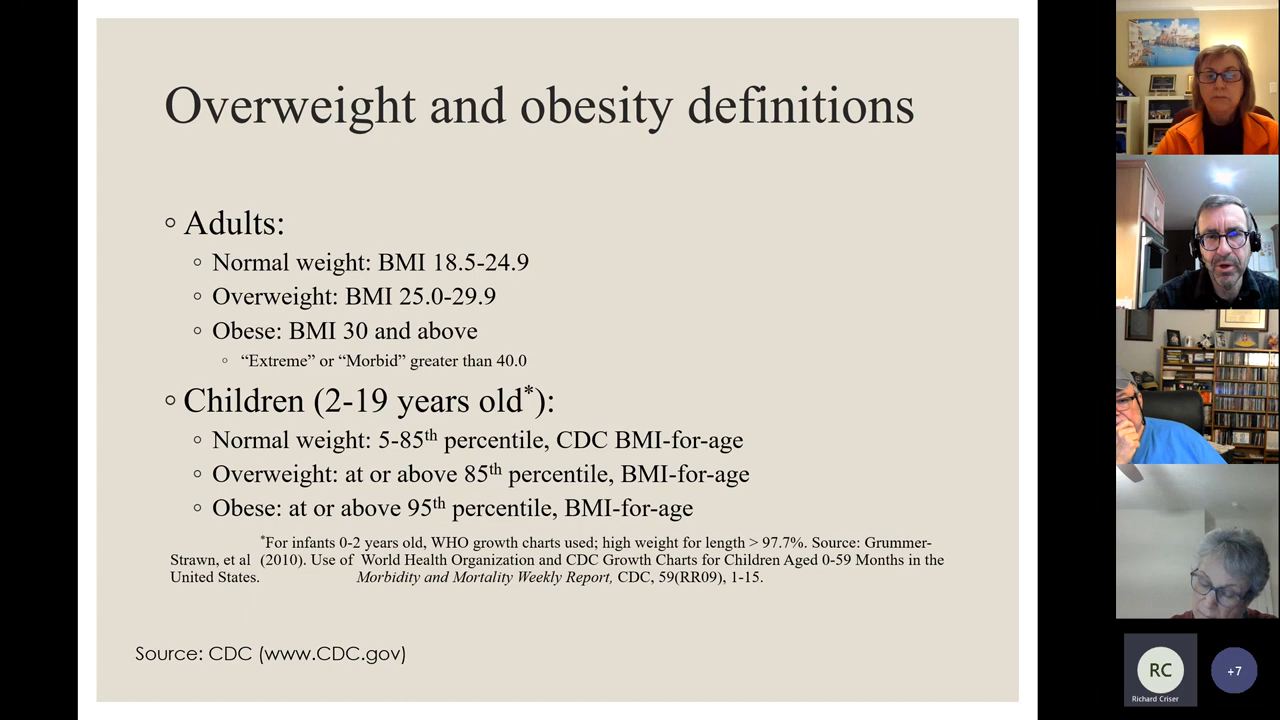 Overweight and obesity definitions
◦ Adults:
◦ Normal weight: BMI 18.5-24.9
◦ Overweight: BMI 25.0-29.9
◦ Obese: BMI 30 and above
◦ “Extreme” or “Morbid” greater than 40.0
◦ Children (2-19 years old*):
◦ Normal weight: 5-85th percentile, CDC BMI-for-age
◦ Overweight: at or above 85th percentile, BMI-for-age
◦ Obese: at or above 95th percentile, BMI-for-age
*For infants 0-2 years old, WHO growth charts used; high weight for length > 97.7%. Source: Grummer-
Strawn, et al (2010). Use of World Health Organization and CDC Growth Charts for Children Aged 0-59 Months in the
United States. Morbidity and Mortality Weekly Report, CDC, 59(RR09), 1-15.
Source: CDC (www.CDC.gov)
RC
Richard Criser
+7